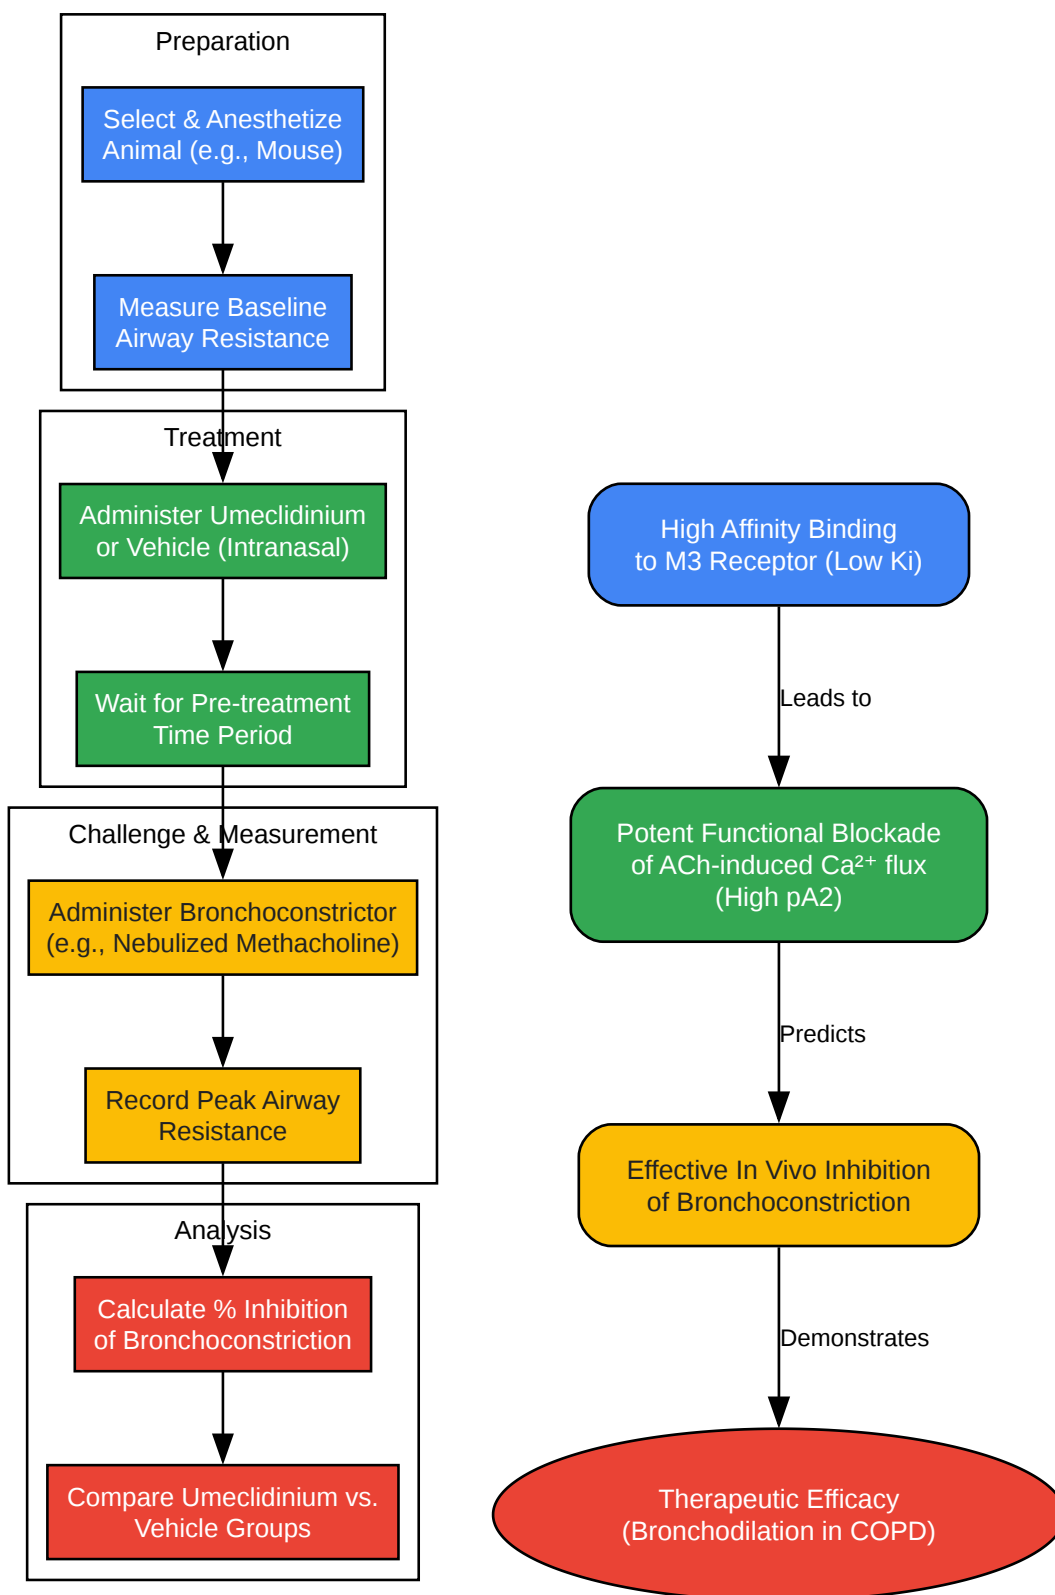 Preparation
Select & Anesthetize
Animal (e.g., Mouse)
Measure Baseline
Airway Resistance
Treatment
Administer Umeclidinium
or Vehicle (Intranasal)
Wait for Pre-treatment
Time Period
Challenge & Measurement
Administer Bronchoconstrictor
(e.g., Nebulized Methacholine)
Record Peak Airway
Resistance
Analysis
Calculate % Inhibition
of Bronchoconstriction
Compare Umeclidinium vs.
Vehicle Groups
High Affinity Binding
to M3 Receptor (Low Ki)
Leads to
Potent Functional Blockade
of ACh-induced Ca²⁺ flux
(High pA2)
Predicts
Effective In Vivo Inhibition
of Bronchoconstriction
Demonstrates
Therapeutic Efficacy
(Bronchodilation in COPD)